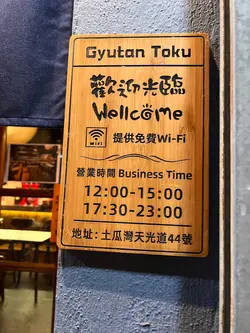 Gyutan Toku
歡迎光臨
Wellcome
WiFi 提供免費Wi-Fi
營業時間 Business Time
12:00-15:00
17:30-23:00
地址: 土瓜灣天光道44號